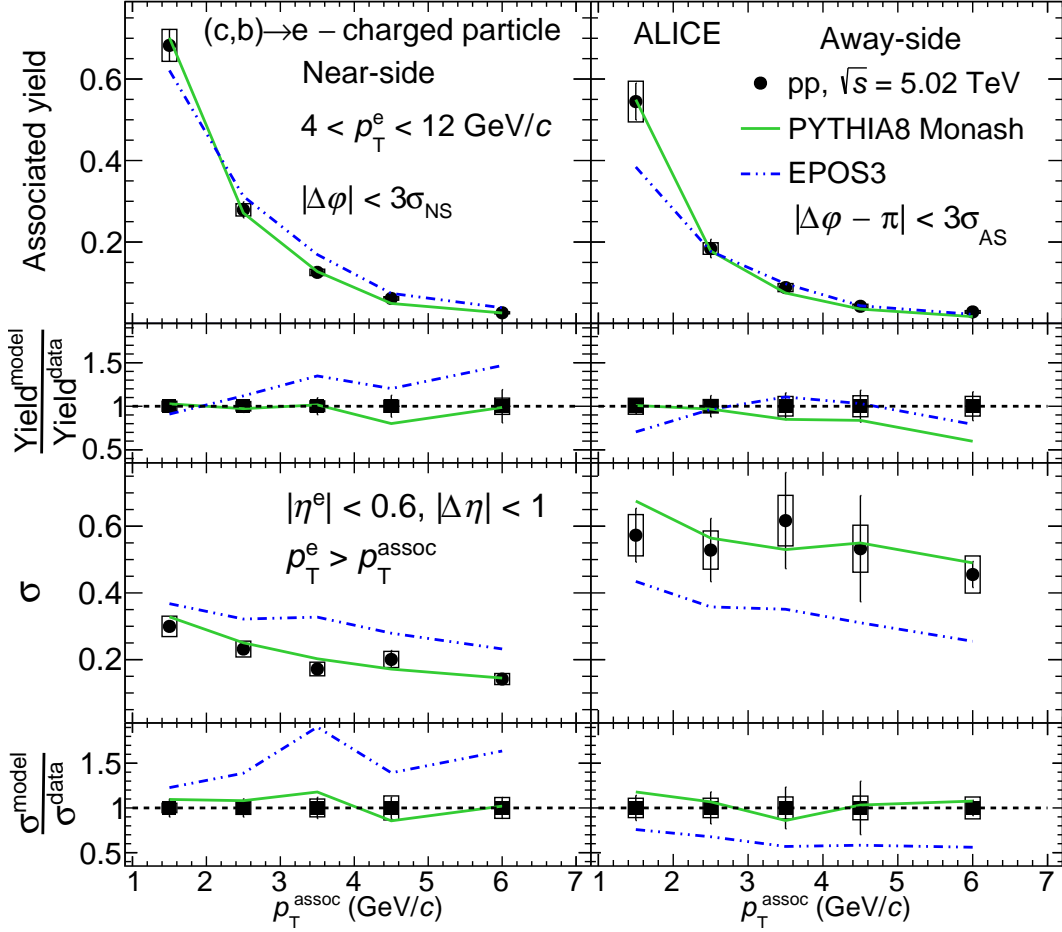 (c,b)→e − charged particle
Near-side
4 < p_T^e < 12 GeV/c
|Δφ| < 3σ_NS
ALICE
Away-side
pp, √s = 5.02 TeV
PYTHIA8 Monash
EPOS3
|Δφ − π| < 3σ_AS
Associated yield
0.6
0.4
0.2
Yield^model
Yield^data
1.5
1
0.5
|η^e| < 0.6, |Δη| < 1
p_T^e > p_T^assoc
σ
0.6
0.4
0.2
σ^model
σ^data
1.5
1
0.5
1 2 3 4 5 6 7
p_T^assoc (GeV/c)
1 2 3 4 5 6 7
p_T^assoc (GeV/c)